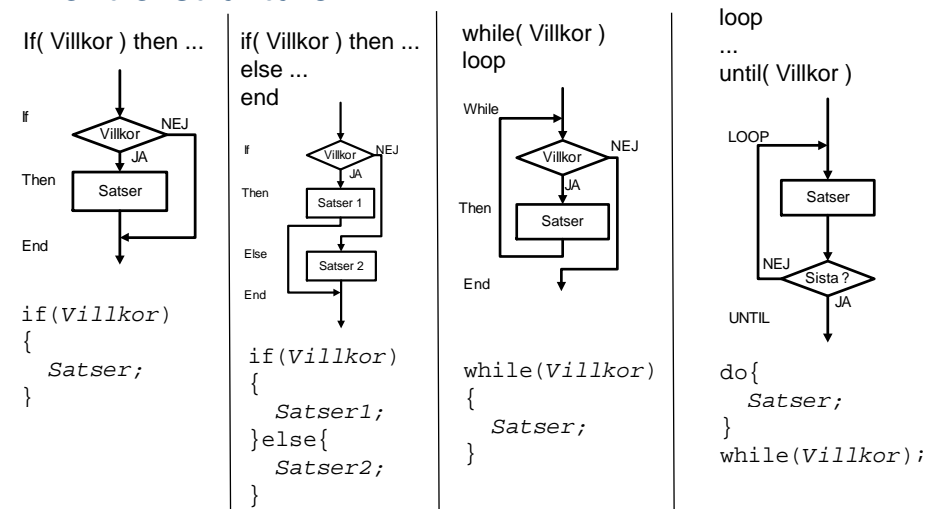 If( Villkor ) then ...
If
Villkor
NEJ
JA
Then
Satser
End
if(Villkor)
{
Satser;
}
if( Villkor ) then ...
else ...
end
If
Villkor
NEJ
JA
Then
Satser 1
Else
Satser 2
End
if(Villkor)
{
Satser1;
}else{
Satser2;
}
while( Villkor )
loop
While
Villkor
NEJ
JA
Then
Satser
End
while(Villkor)
{
Satser;
}
loop
...
until( Villkor )
LOOP
Satser
NEJ
Sista ?
JA
UNTIL
do{
Satser;
}
while(Villkor);